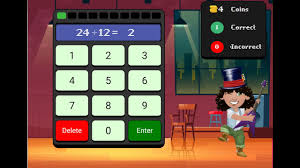 24 ÷12= 2
4 Coins
1 Correct
0 Incorrect
1 2 3
4 5 6
7 8 9
Delete 0 Enter